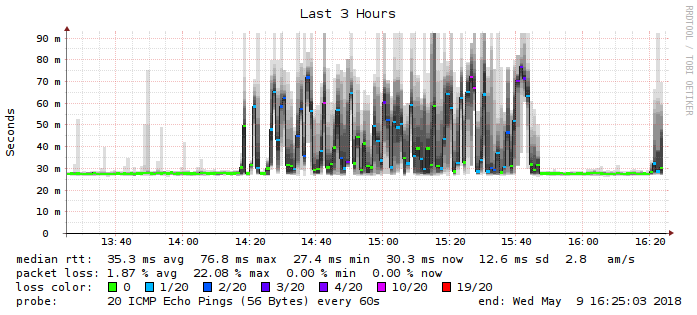 Last 3 Hours
RRDTOOL / TOBI OETIKER
Seconds
90 m
80 m
70 m
60 m
50 m
40 m
30 m
20 m
10 m
0
13:40 14:00 14:20 14:40 15:00 15:20 15:40 16:00 16:20
median rtt: 35.3 ms avg 76.8 ms max 27.4 ms min 30.3 ms now 12.6 ms sd 2.8 am/s
packet loss: 1.87 % avg 22.08 % max 0.00 % min 0.00 % now
loss color: 0 1/20 2/20 3/20 4/20 10/20 19/20
probe: 20 ICMP Echo Pings (56 Bytes) every 60s end: Wed May 9 16:25:03 2018